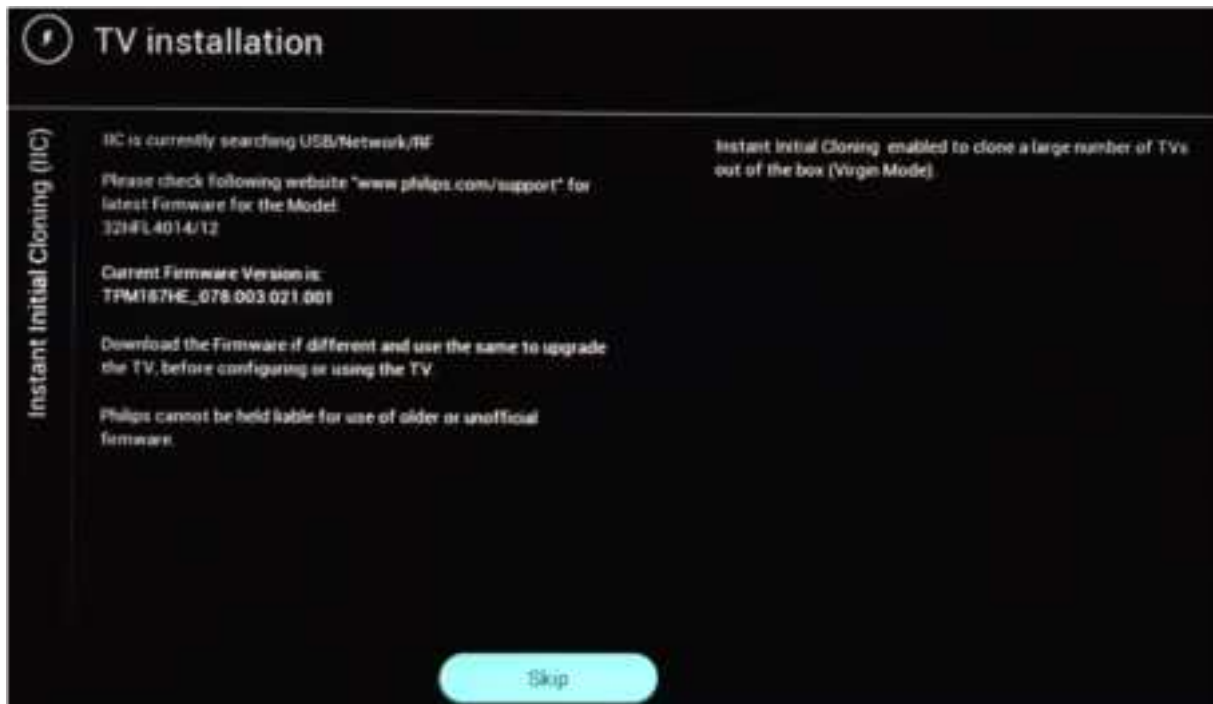 TV installation
Instant Initial Cloning (IIC)
IIC is currently searching USB/Network/RF
Please check following website "www.philips.com/support" for
latest Firmware for the Model:
32HFL4014/12
Current Firmware Version is:
TPM187HE_078.003.021.001
Download the Firmware if different and use the same to upgrade
the TV, before configuring or using the TV
Philips cannot be held liable for use of older or unofficial
firmware.
Instant Initial Cloning enabled to clone a large number of TVs
out of the box (Virgin Mode).
Skip